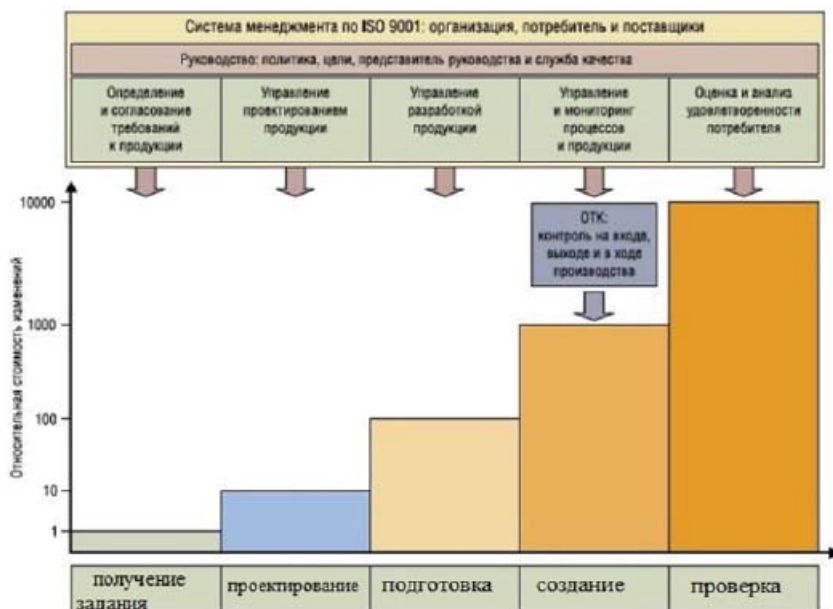 Система менеджмента по ISO 9001: организация, потребитель и поставщики
Руководство: политика, цели, представитель руководства и служба качества
Определение
и согласование
требований
к продукции
Управление
проектированием
продукции
Управление
разработкой
продукции
Управление
и мониторинг
процессов
и продукции
Оценка и анализ
удовлетворенности
потребителя
ОТК:
контроль на входе,
выходе и в ходе
производства
Относительная стоимость изменений
10000
1000
100
10
1
получение
задания
проектирование
подготовка
создание
проверка